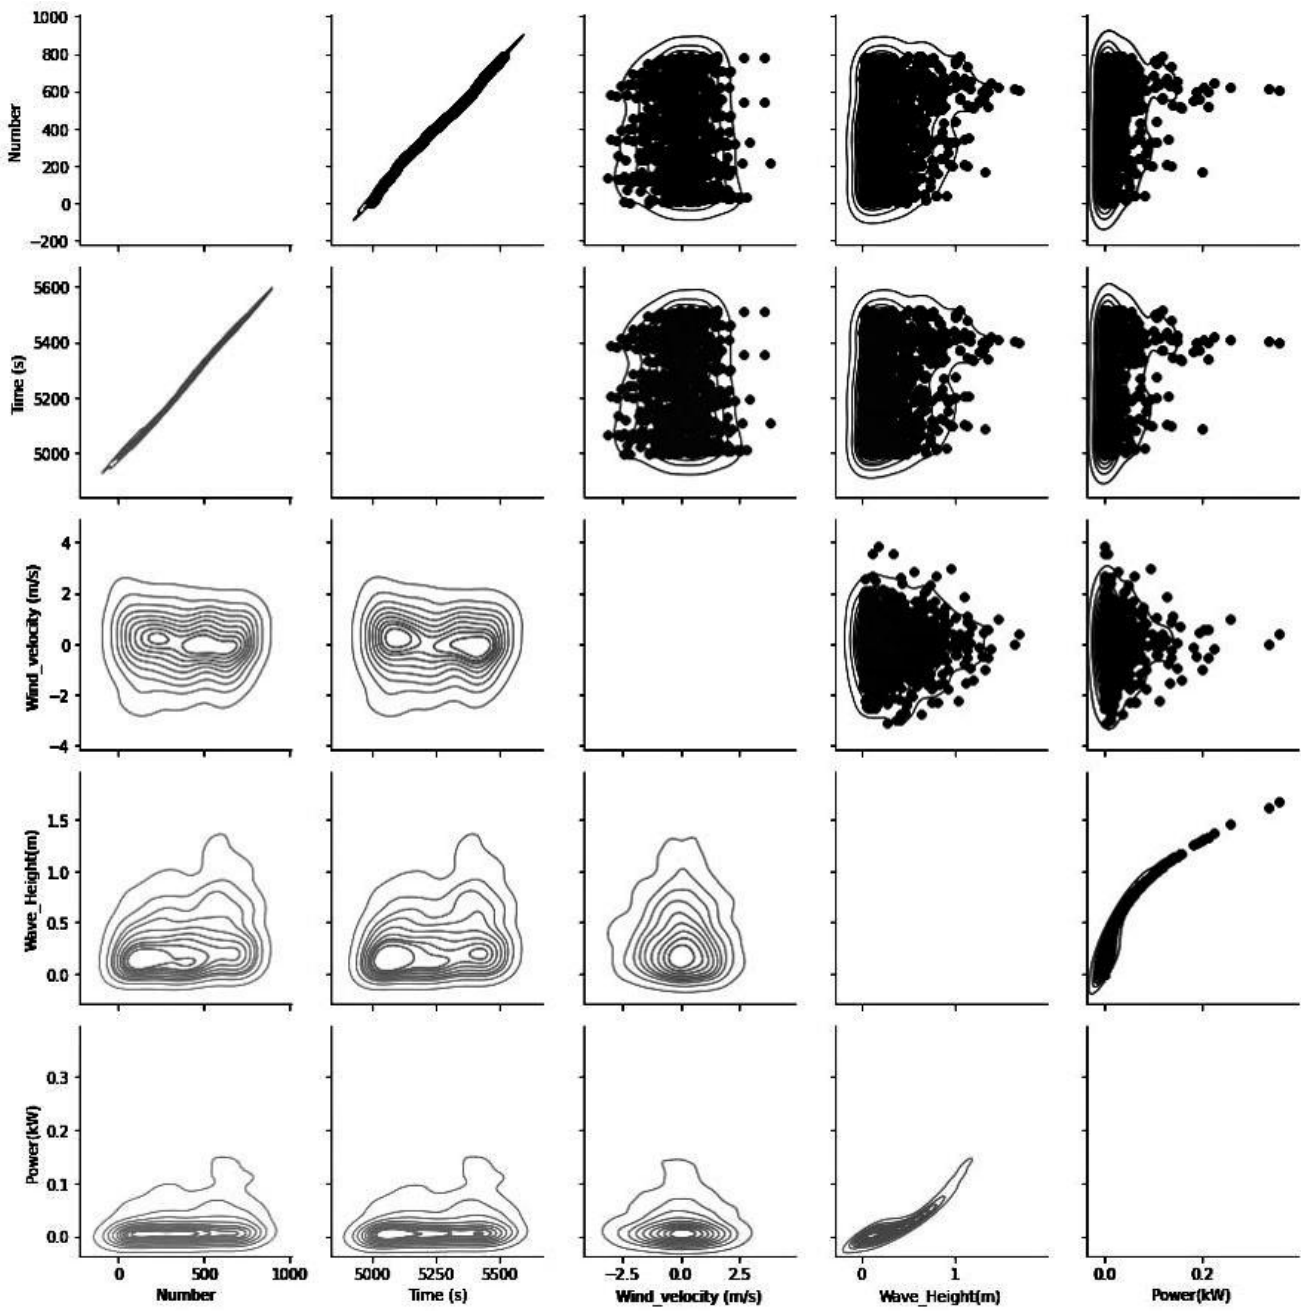 1000
800
600
400
200
0
−200
Number
5600
5400
5200
5000
Time (s)
4
2
0
−2
−4
Wind_velocity (m/s)
1.5
1.0
0.5
0.0
Wave_Height(m)
0.3
0.2
0.1
0.0
Power(kW)
0 500 1000
5000 5250 5500
−2.5 0.0 2.5
0 1
0.0 0.2
Number Time (s) Wind_velocity (m/s) Wave_Height(m) Power(kW)